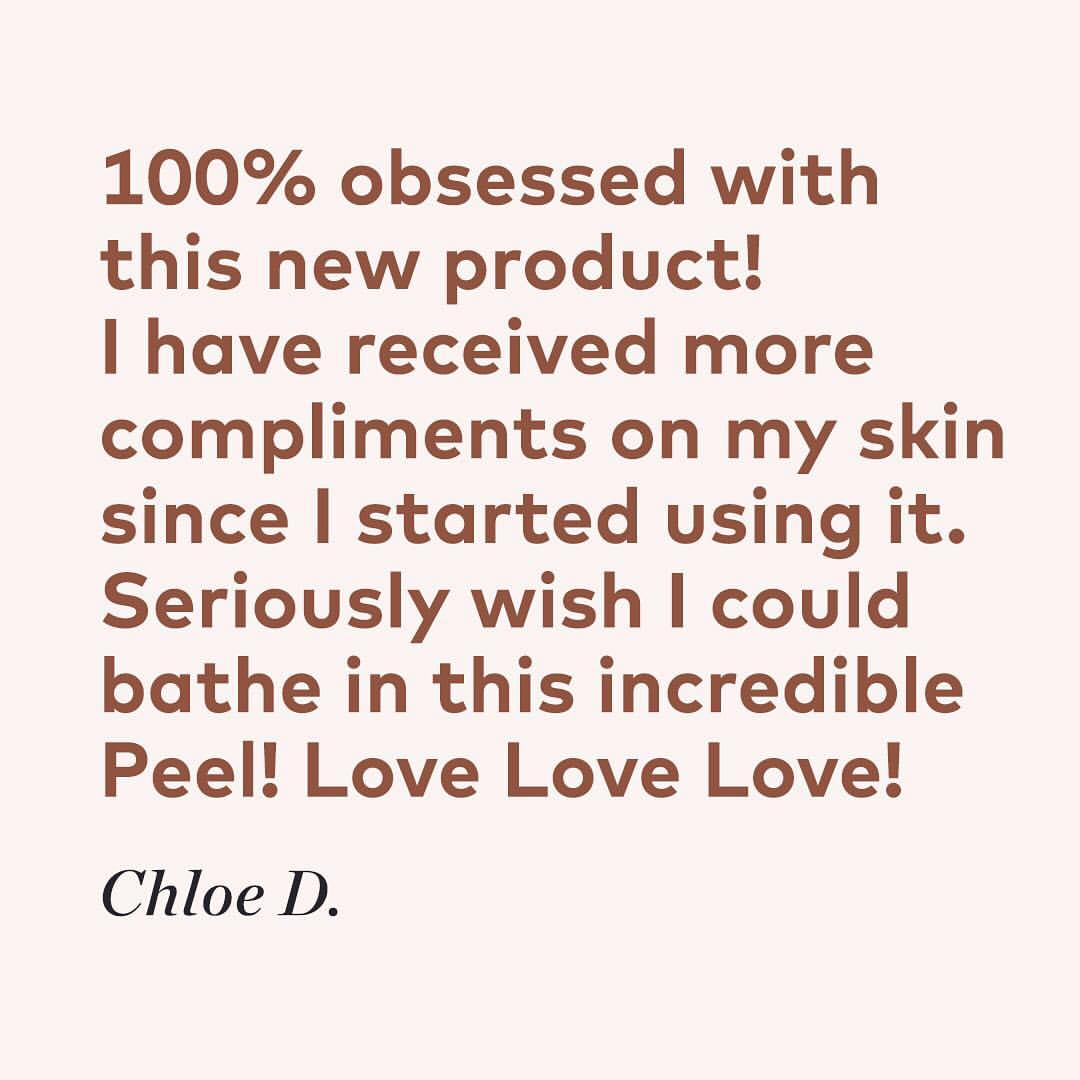 100% obsessed with
this new product!
I have received more
compliments on my skin
since I started using it.
Seriously wish I could
bathe in this incredible
Peel! Love Love Love!
Chloe D.